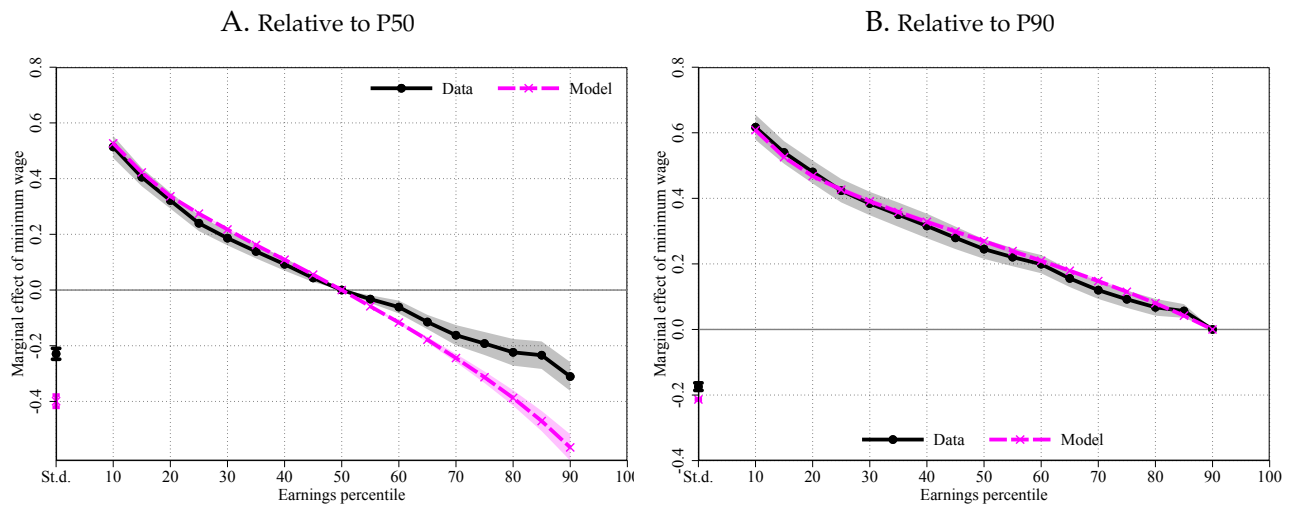 A. Relative to P50
B. Relative to P90
Marginal effect of minimum wage
0.8
0.6
0.4
0.2
0.0
-0.2
-0.4
Data
Model
St.d.
10
20
30
40
50
60
70
80
90
100
Earnings percentile
Marginal effect of minimum wage
0.8
0.6
0.4
0.2
0.0
-0.2
-0.4
Data
Model
St.d.
10
20
30
40
50
60
70
80
90
100
Earnings percentile